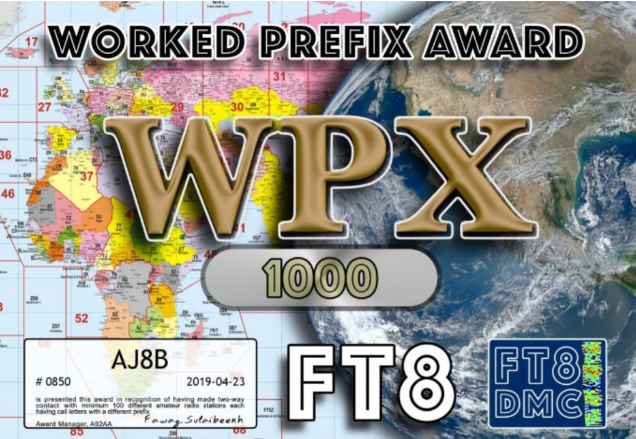 WORKED PREFIX AWARD
17
31
27
29
30
37
36
46
WPX
1000
52
AJ8B
# 0850 2019-04-23
is presented this award in recognition of having made two-way
contact with minimum 100 different amateur radio stations each
having call letters with a different prefix
Award Manager, A92AA Fawaz Sulaibeekh
FT8
FT8
DMC